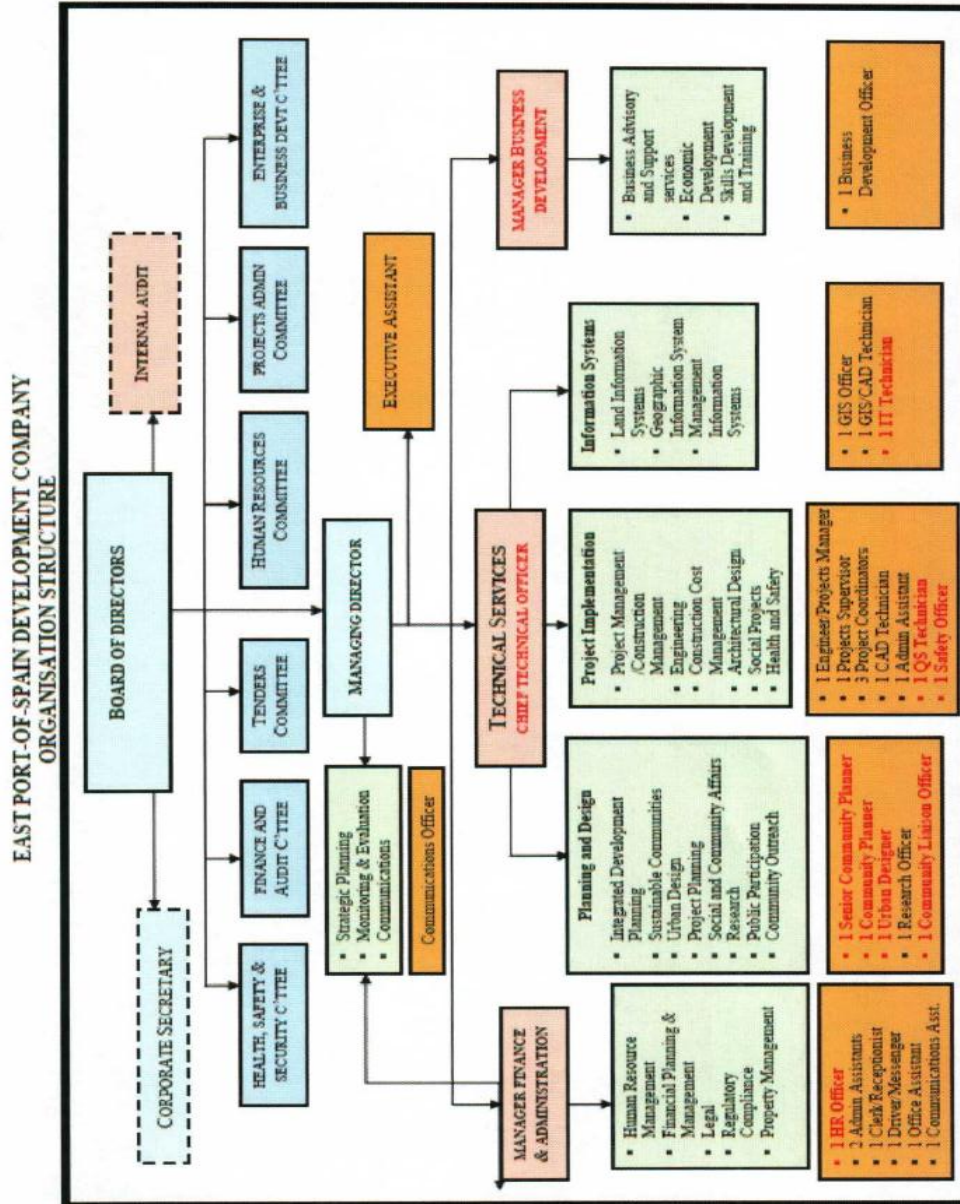 EAST PORT-OF-SPAIN DEVELOPMENT COMPANY
ORGANISATION STRUCTURE
BOARD OF DIRECTORS
CORPORATE SECRETARY
INTERNAL AUDIT
HEALTH, SAFETY &
SECURITY C'TTEE
FINANCE AND
AUDIT C'TTEE
TENDERS
COMMITTEE
HUMAN RESOURCES
COMMITTEE
PROJECTS ADMIN
COMMITTEE
ENTERPRISE &
BUSINESS DEVT C'TTEE
MANAGING DIRECTOR
▪ Strategic Planning
▪ Monitoring & Evaluation
▪ Communications
Communications Officer
EXECUTIVE ASSISTANT
MANAGER FINANCE
& ADMINISTRATION
TECHNICAL SERVICES
CHIEF TECHNICAL OFFICER
MANAGER BUSINESS
DEVELOPMENT
▪ Human Resource
Management
▪ Financial Planning &
Management
▪ Legal
▪ Regulatory
Compliance
▪ Property Management
Planning and Design
▪ Integrated Development
Planning
▪ Sustainable Communities
▪ Urban Design
▪ Project Planning
▪ Social and Community Affairs
▪ Research
▪ Public Participation
▪ Community Outreach
Project Implementation
▪ Project Management
/Construction
Management
▪ Engineering
▪ Construction Cost
Management
▪ Architectural Design
▪ Social Projects
▪ Health and Safety
Information Systems
▪ Land Information
Systems
▪ Geographic
Information System
▪ Management
Information
Systems
▪ Business Advisory
and Support
services
▪ Economic
Development
▪ Skills Development
and Training
▪ 1 HR Officer
▪ 2 Admin Assistants
▪ 1 Clerk/Receptionist
▪ 1 Driver/Messenger
▪ 1 Office Assistant
▪ 1 Communications Asst.
▪ 1 Senior Community Planner
▪ 1 Community Planner
▪ 1 Urban Designer
▪ 1 Research Officer
▪ 1 Community Liaison Officer
▪ 1 Engineer/Projects Manager
▪ 1 Projects Supervisor
▪ 3 Project Coordinators
▪ 1 CAD Technician
▪ 1 Admin Assistant
▪ 1 QS Technician
▪ 1 Safety Officer
▪ 1 GIS Officer
▪ 1 GIS/CAD Technician
▪ 1 IT Technician
▪ 1 Business
Development Officer